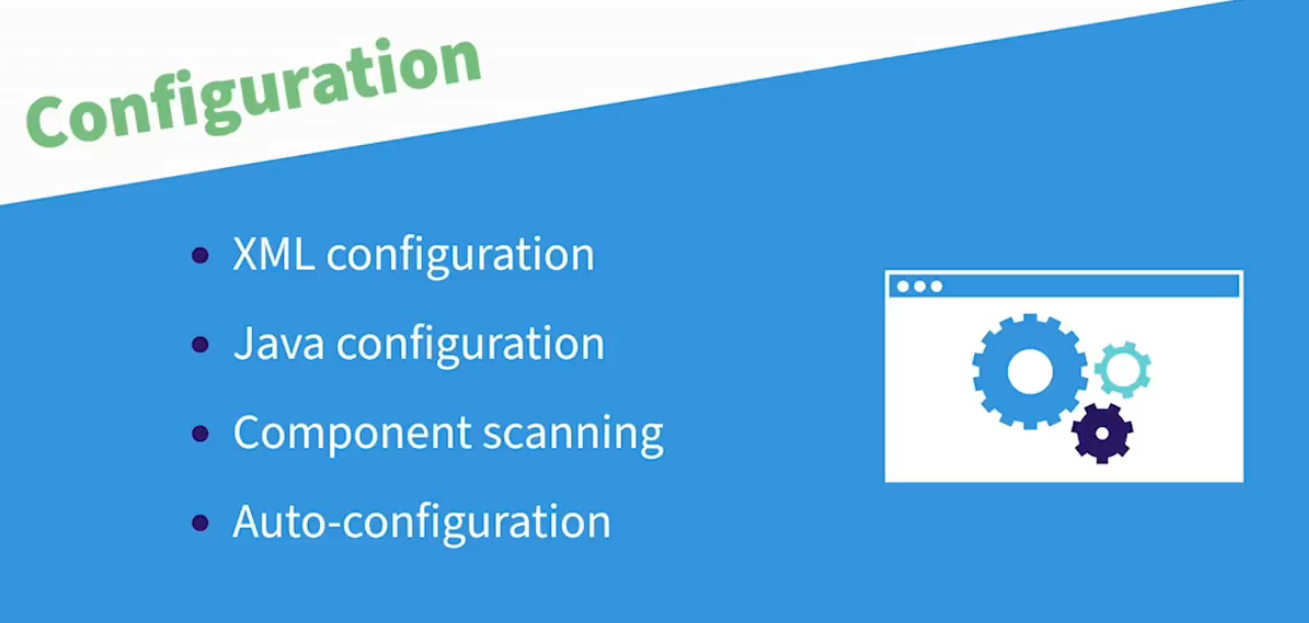 Configuration
XML configuration
Java configuration
Component scanning
Auto-configuration